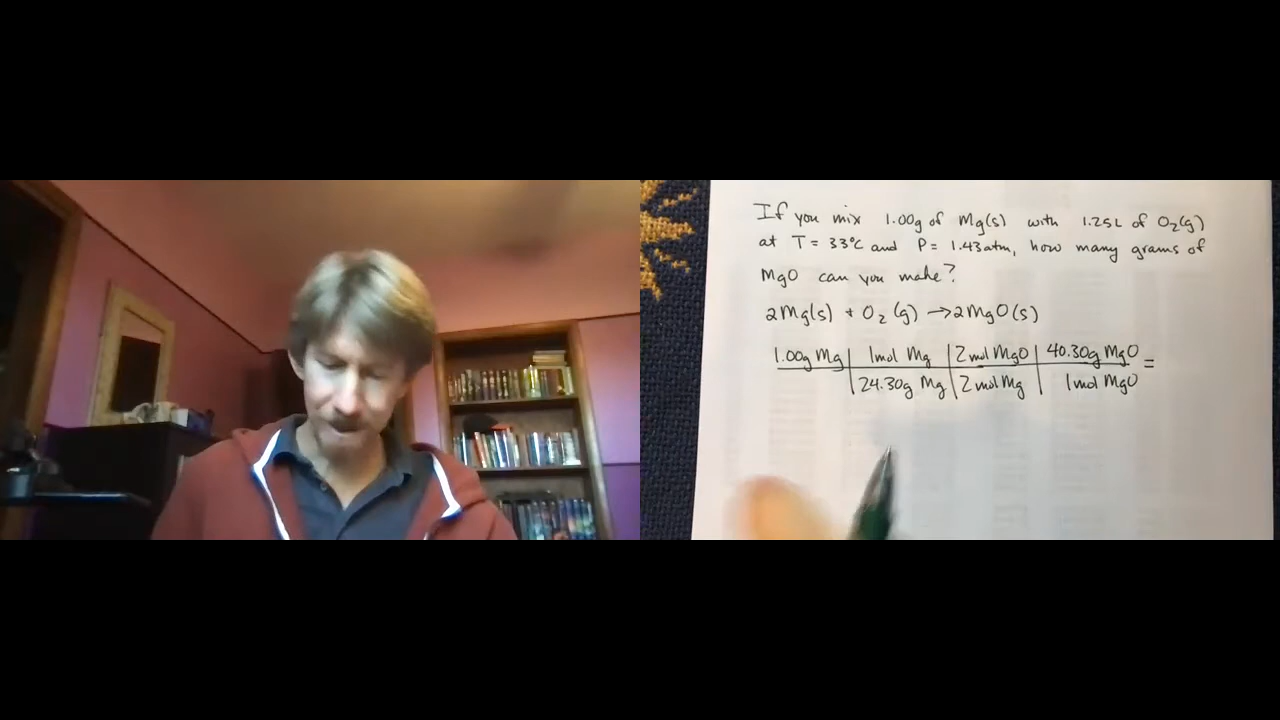 If you mix 1.00g of Mg(s) with 1.25L of O₂(g)
at T = 33°C and P = 1.43atm, how many grams of
MgO can you make?
2Mg(s) + O₂(g) → 2MgO(s)
1.00g Mg | 1mol Mg | 2mol MgO | 40.30g MgO =
24.30g Mg | 2mol Mg | 1mol MgO